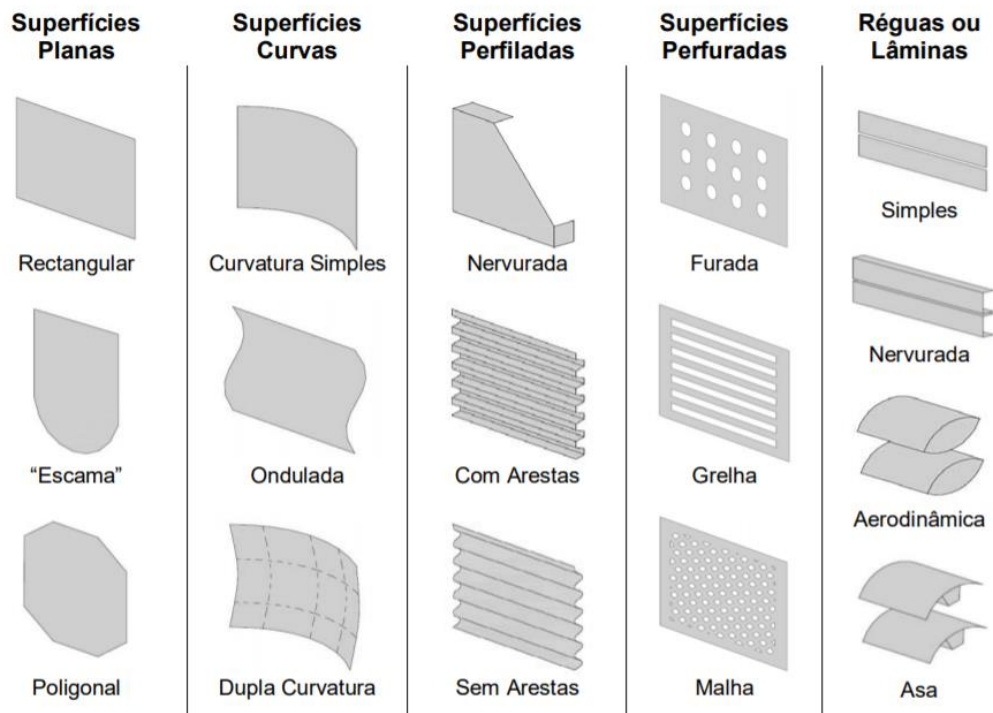 Superfícies
Planas
Superfícies
Curvas
Superfícies
Perfiladas
Superfícies
Perfuradas
Réguas ou
Lâminas
Rectangular
Curvatura Simples
Nervurada
Furada
Simples
Nervurada
“Escama”
Ondulada
Com Arestas
Grelha
Aerodinâmica
Poligonal
Dupla Curvatura
Sem Arestas
Malha
Asa